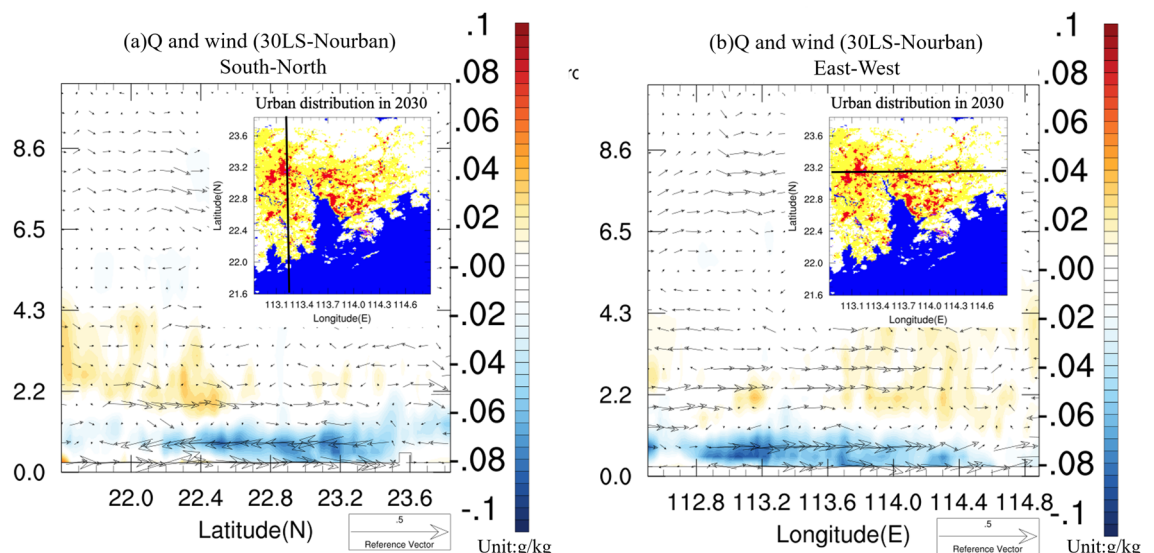 (a)Q and wind (30LS-Nourban)
South-North
Urban distribution in 2030
23.6
23.2
22.8
22.4
22.0
21.6
Latitude(N)
113.1 113.4 113.7 114.0 114.3 114.6
Longitude(E)
8.6
6.5
4.3
2.2
0.0
22.0 22.4 22.8 23.2 23.6
Latitude(N)
.5
Reference Vector
.1
.08
.06
.04
.02
.00
-.02
-.04
-.06
-.08
-.1
Unit:g/kg
(b)Q and wind (30LS-Nourban)
East-West
Urban distribution in 2030
23.6
23.2
22.8
22.4
22.0
21.6
Latitude(N)
113.1 113.4 113.7 114.0 114.3 114.6
Longitude(E)
8.6
6.5
4.3
2.2
0.0
112.8 113.2 113.6 114.0 114.4 114.8
Longitude(E)
.5
Reference Vector
.1
.08
.06
.04
.02
.00
-.02
-.04
-.06
-.08
-.1
Unit:g/kg